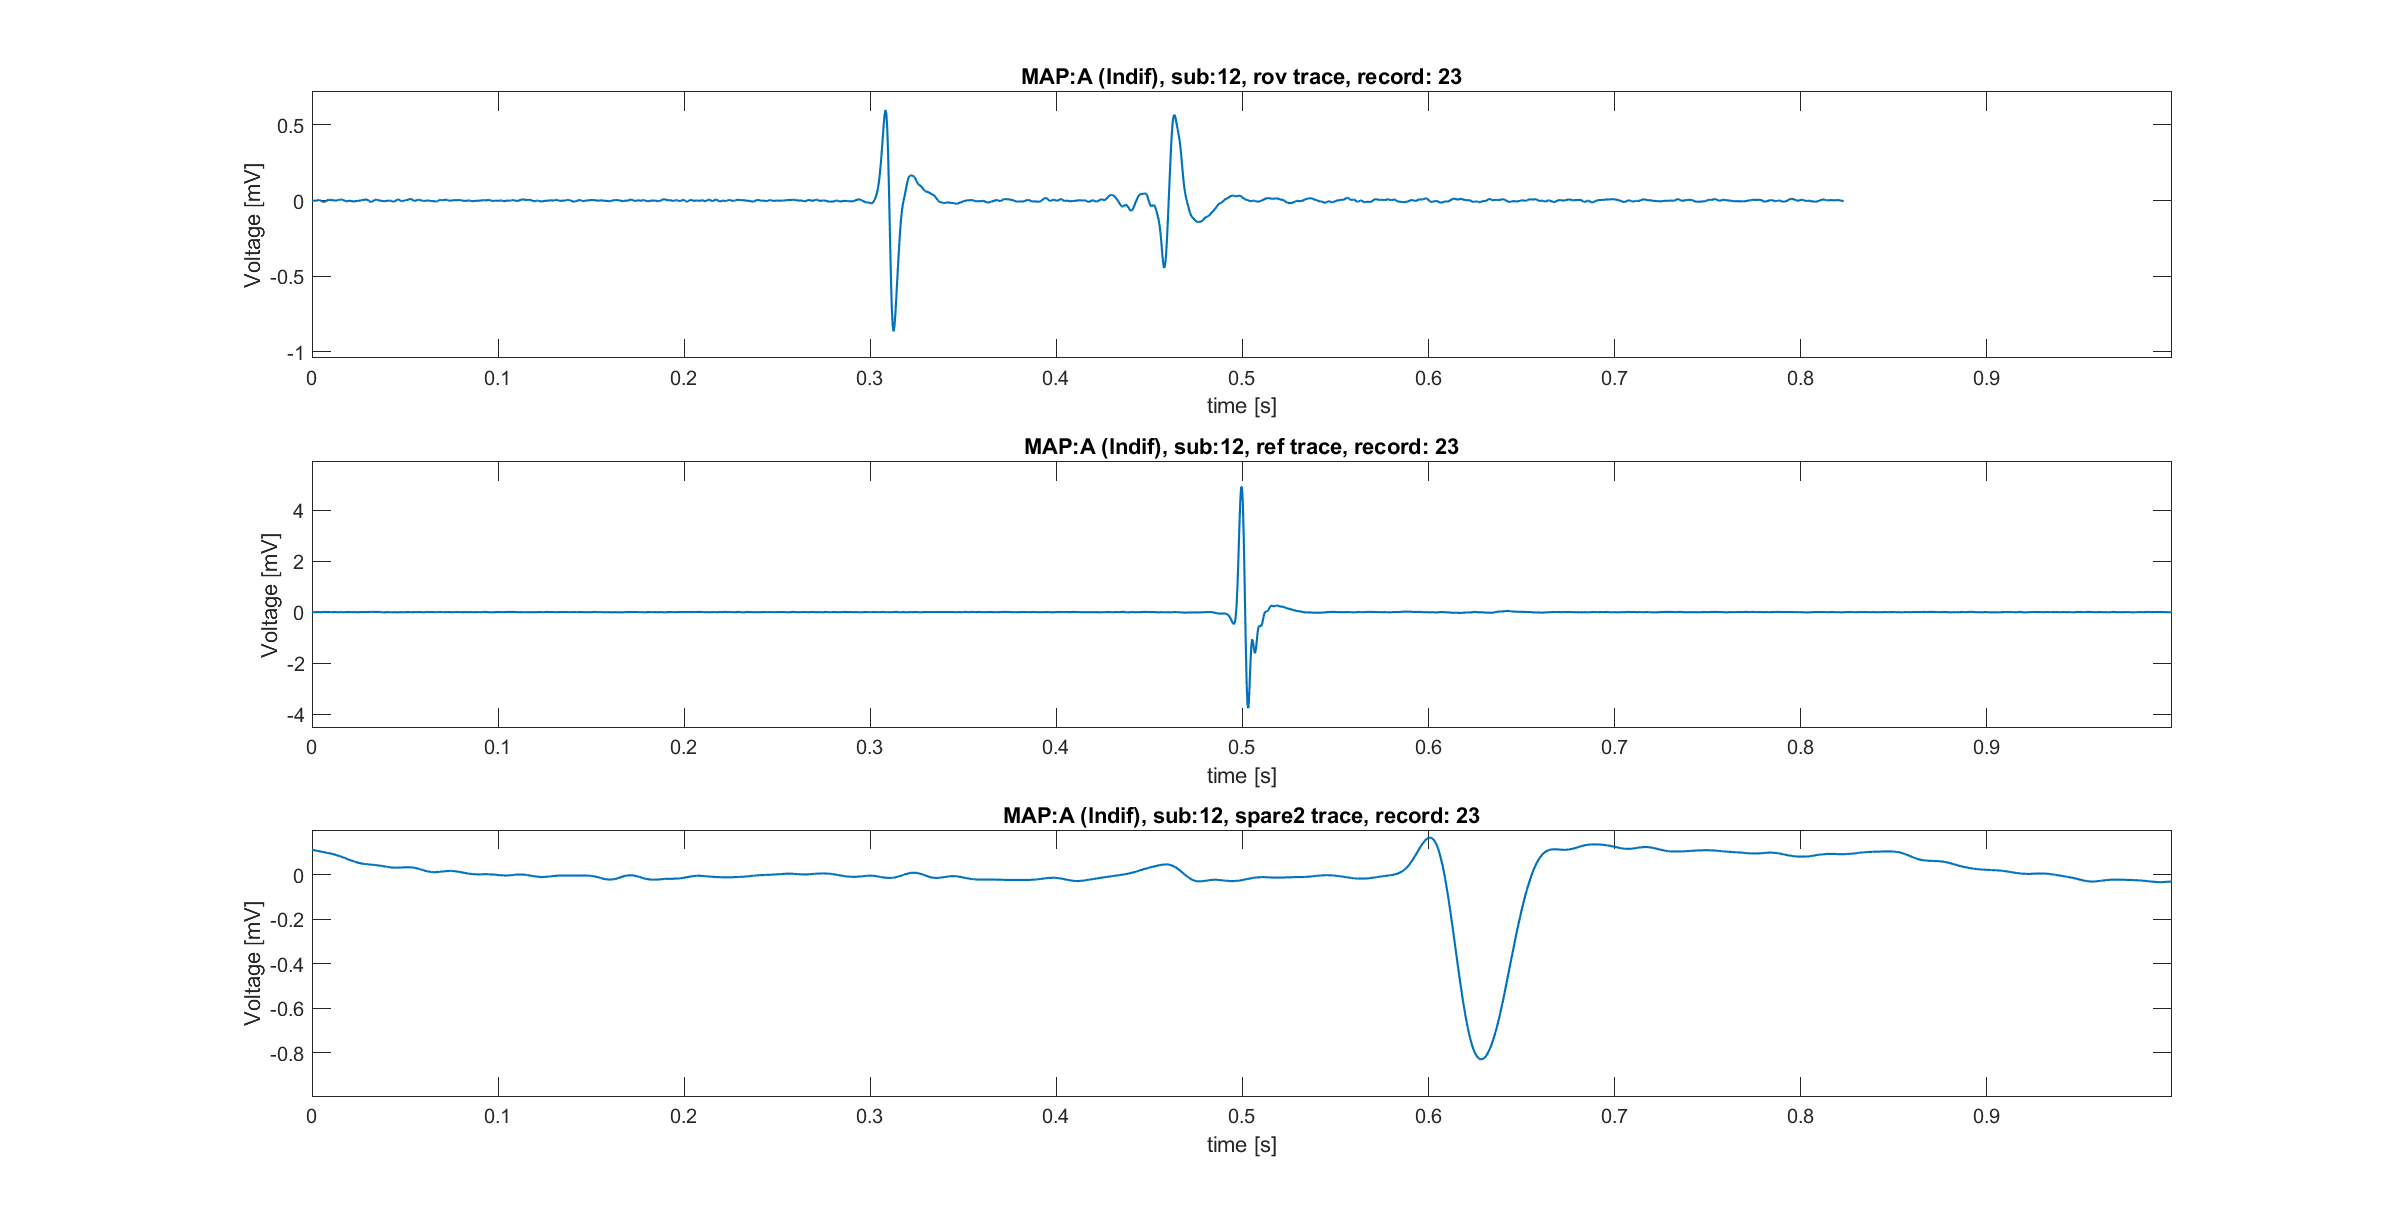 MAP:A (Indif), sub:12, rov trace, record: 23
Voltage [mV]
0.5
0
-0.5
-1
0 0.1 0.2 0.3 0.4 0.5 0.6 0.7 0.8 0.9
time [s]
MAP:A (Indif), sub:12, ref trace, record: 23
Voltage [mV]
4
2
0
-2
-4
0 0.1 0.2 0.3 0.4 0.5 0.6 0.7 0.8 0.9
time [s]
MAP:A (Indif), sub:12, spare2 trace, record: 23
Voltage [mV]
0
-0.2
-0.4
-0.6
-0.8
0 0.1 0.2 0.3 0.4 0.5 0.6 0.7 0.8 0.9
time [s]